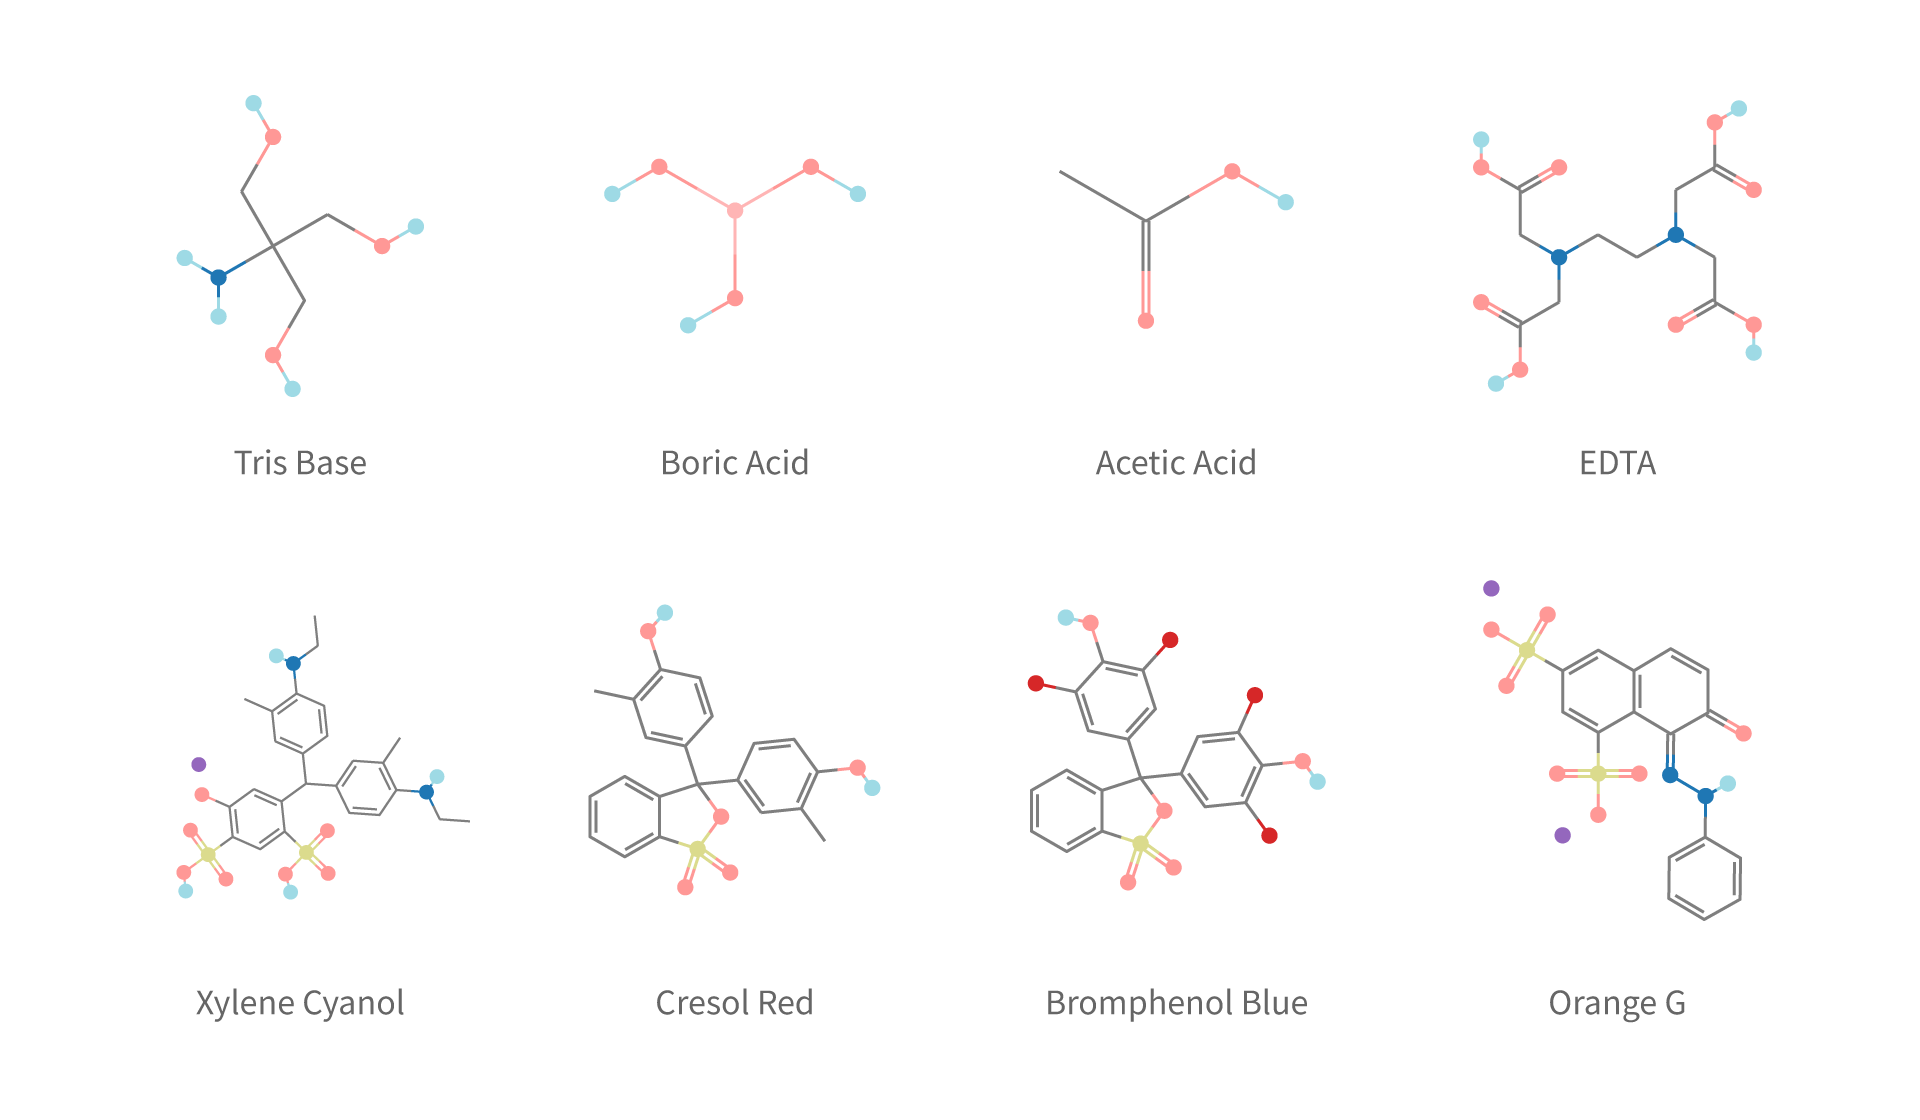 Tris Base
Boric Acid
Acetic Acid
EDTA
Xylene Cyanol
Cresol Red
Bromphenol Blue
Orange G